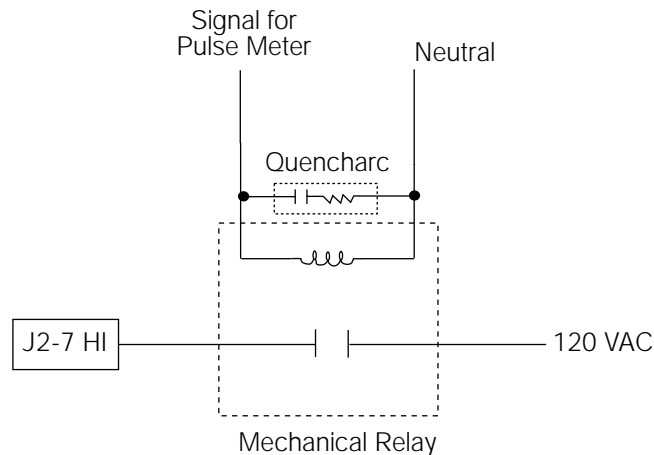 Signal for
Pulse Meter
Neutral
Quencharc
J2-7 HI
120 VAC
Mechanical Relay